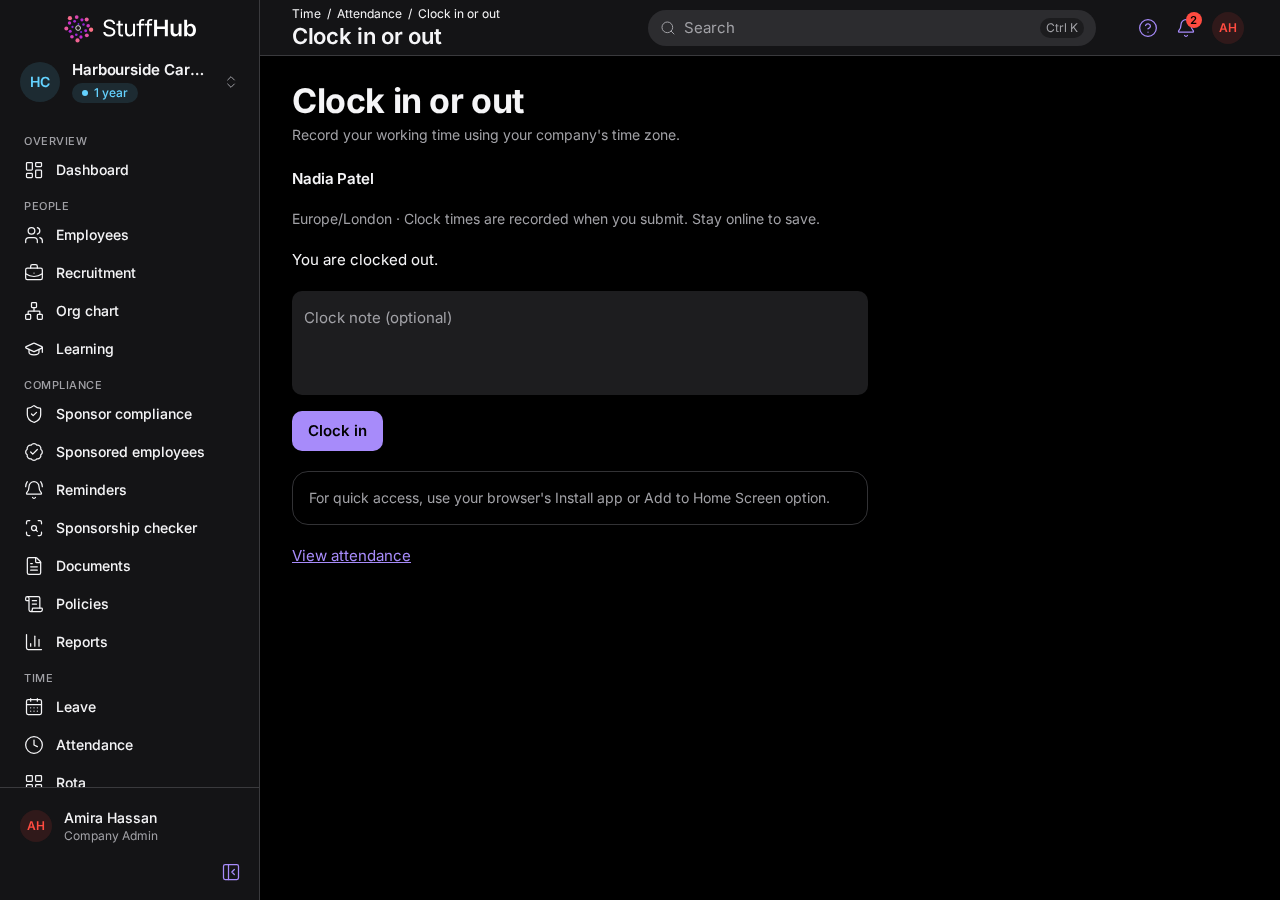 StuffHub
HC
Harbourside Car...
1 year
OVERVIEW
Dashboard
PEOPLE
Employees
Recruitment
Org chart
Learning
COMPLIANCE
Sponsor compliance
Sponsored employees
Reminders
Sponsorship checker
Documents
Policies
Reports
TIME
Leave
Attendance
Rota
AH
Amira Hassan
Company Admin
Time / Attendance / Clock in or out
Clock in or out
Search
Ctrl K
2
AH
Clock in or out
Record your working time using your company's time zone.
Nadia Patel
Europe/London · Clock times are recorded when you submit. Stay online to save.
You are clocked out.
Clock note (optional)
Clock in
For quick access, use your browser's Install app or Add to Home Screen option.
View attendance